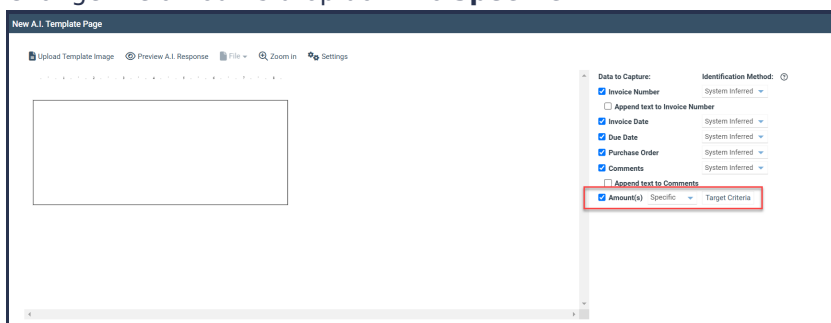 New A.I. Template Page
Upload Template Image Preview A.I. Response File Zoom in Settings
Data to Capture: Identification Method:
Invoice Number System Inferred
Append text to Invoice Number
Invoice Date System Inferred
Due Date System Inferred
Purchase Order System Inferred
Comments System Inferred
Append text to Comments
Amount(s) Specific Target Criteria